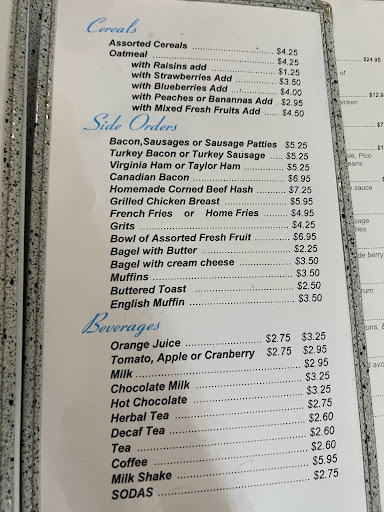 Cereals
Assorted Cereals $4.25
Oatmeal $4.25
with Raisins add $1.25
with Strawberries Add $3.50
with Blueberries Add $4.00
with Peaches or Banannas Add $2.95
with Mixed Fresh Fruits Add $4.50
Side Orders
Bacon,Sausages or Sausage Patties $5.25
Turkey Bacon or Turkey Sausage $5.25
Virginia Ham or Taylor Ham $5.25
Canadian Bacon $6.95
Homemade Corned Beef Hash $7.25
Grilled Chicken Breast $5.95
French Fries or Home Fries $4.95
Grits $4.25
Bowl of Assorted Fresh Fruit $6.95
Bagel with Butter $2.25
Bagel with cream cheese $3.50
Muffins $3.50
Buttered Toast $2.50
English Muffin $3.50
Beverages
Orange Juice $2.75 $3.25
Tomato, Apple or Cranberry $2.75 $2.95
Milk $2.95
Chocolate Milk $3.25
Hot Chocolate $3.25
Herbal Tea $2.75
Decaf Tea $2.60
Tea $2.60
Coffee $2.60
Milk Shake $5.95
SODAS $2.75
$24.95
of
$12.9